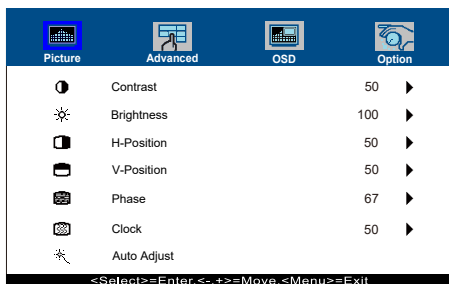 Picture Advanced OSD Option
Contrast 50
Brightness 100
H-Position 50
V-Position 50
Phase 67
Clock 50
Auto Adjust
<Select>=Enter,<-,+>=Move,<Menu>=Exit